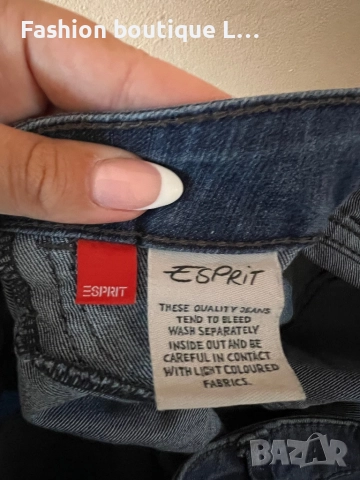 Fashion boutique L...
ESPRIT
ESPRIT
THESE QUALITY JEANS
TEND TO BLEED
WASH SEPARATELY
INSIDE OUT AND BE
CAREFUL IN CONTACT
WITH LIGHT COLOURED
FABRICS.
BAZAR